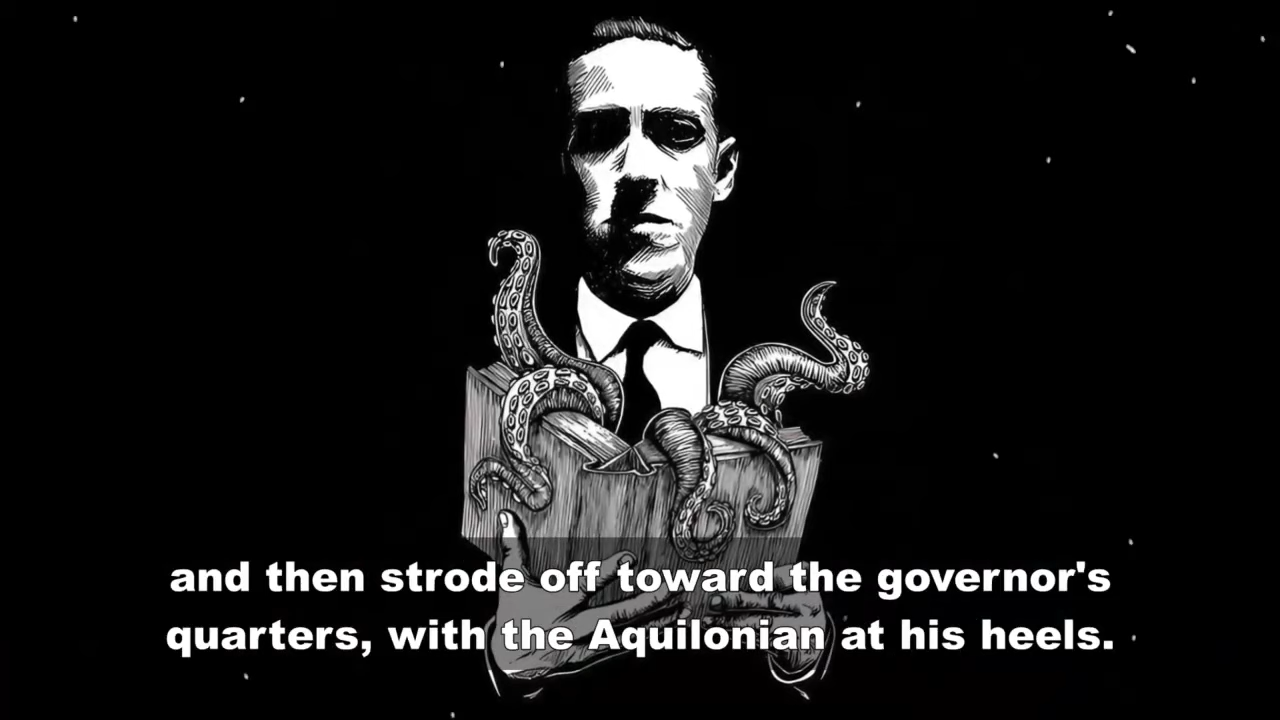 and then strode off toward the governor's
quarters, with the Aquilonian at his heels.